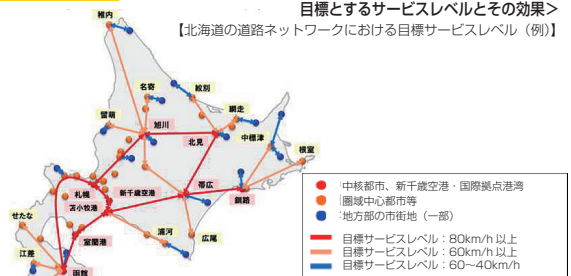 目標とするサービスレベルとその効果>
【北海道の道路ネットワークにおける目標サービスレベル（例）】
稚内
名寄
紋別
留萌
旭川
網走
北見
中標津
根室
札幌
新千歳空港
帯広
釧路
苫小牧港
せたな
室蘭港
浦河
広尾
江差
函館
:中核都市、新千歳空港・国際拠点港湾
:圏域中心都市等
:地方部の市街地（一部）
目標サービスレベル：80km/h 以上
目標サービスレベル：60km/h 以上
目標サービスレベル：60～40km/h